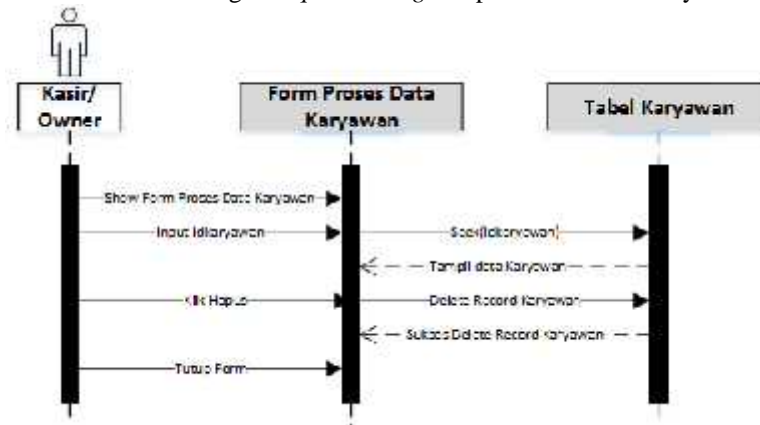 Kasir/
Owner
Form Proses Data
Karyawan
Tabel Karyawan
Show Form Proses Data Karyawan
Input Idkaryawan
Seek(Idkaryawan)
Tampil data Karyawan
Klik Hapus
Delete Record Karyawan
Sukses Delete Record Karyawan
Tutup Form